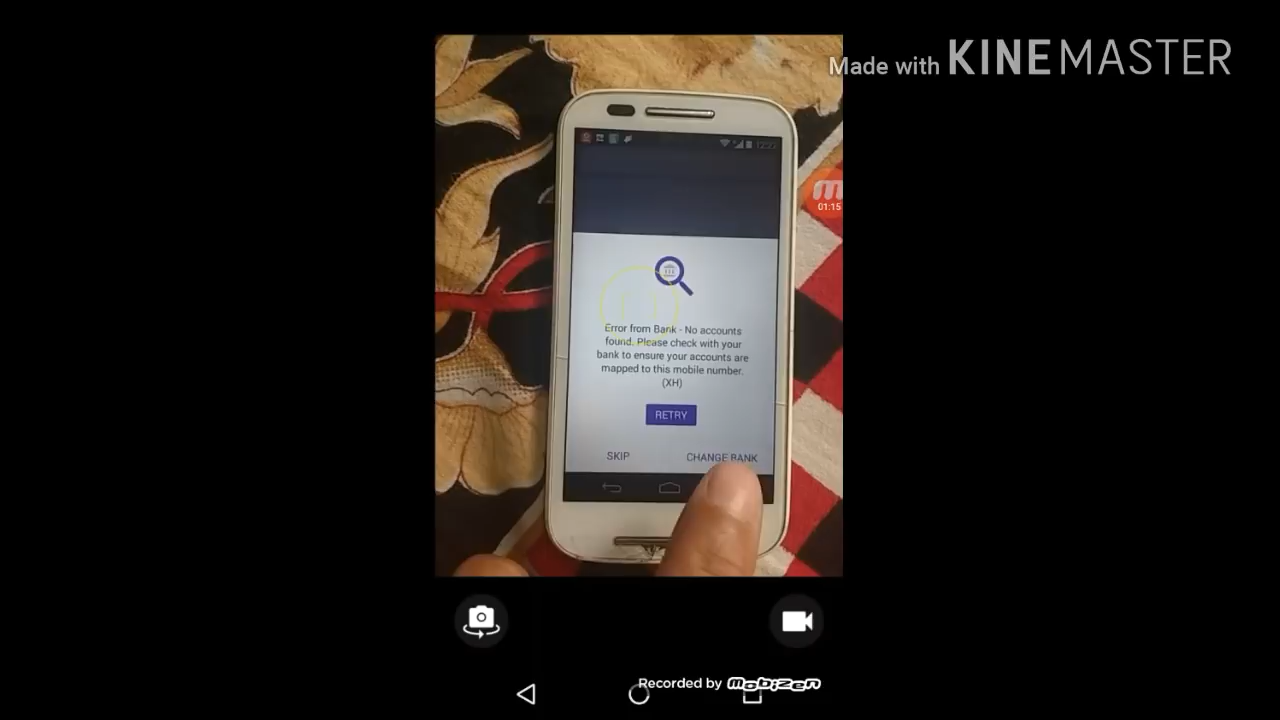 Made with KINEMASTER
01:15
Error from Bank - No accounts
found. Please check with your
bank to ensure your accounts are
mapped to this mobile number.
(XH)
RETRY
SKIP
CHANGE BANK
Recorded by mobizen